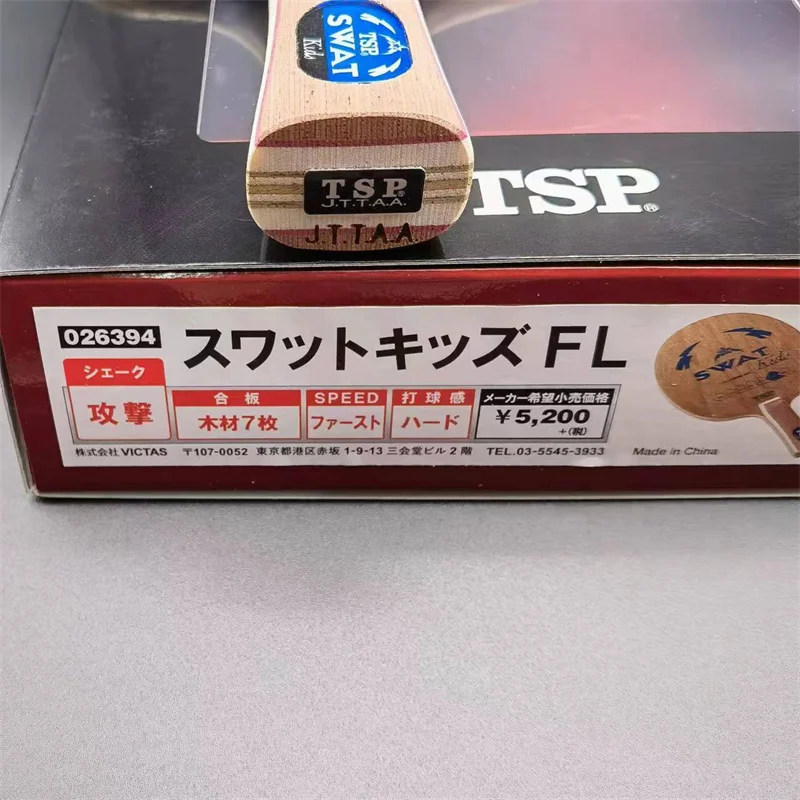 TSP
SWAT
Kids
TSP®
J.T.T.A.A.
J.T.T.A.A.
TSP®
026394
スワットキッズ FL
シェーク
攻撃
合板
木材7枚
SPEED
ファースト
打球感
ハード
メーカー希望小売価格
¥5,200
+(税)
SWAT
Kids
株式会社 VICTAS 〒107-0052 東京都港区赤坂 1-9-13 三会堂ビル 2 階 TEL.03-5545-3933
Made in China